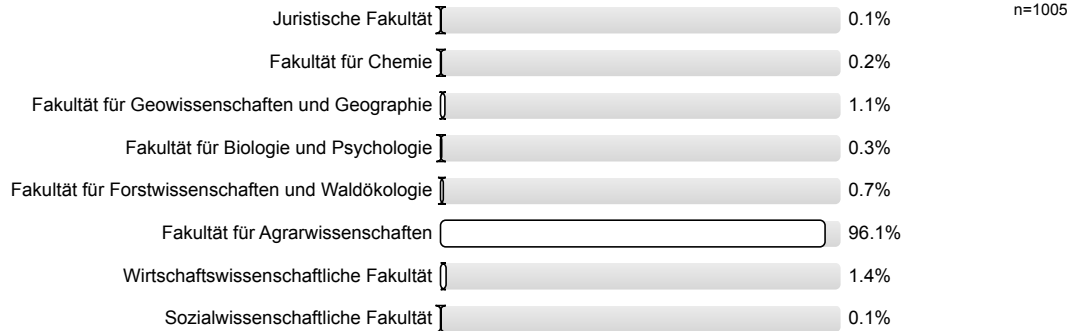 Juristische Fakultät 0.1% n=1005
Fakultät für Chemie 0.2%
Fakultät für Geowissenschaften und Geographie 1.1%
Fakultät für Biologie und Psychologie 0.3%
Fakultät für Forstwissenschaften und Waldökologie 0.7%
Fakultät für Agrarwissenschaften 96.1%
Wirtschaftswissenschaftliche Fakultät 1.4%
Sozialwissenschaftliche Fakultät 0.1%